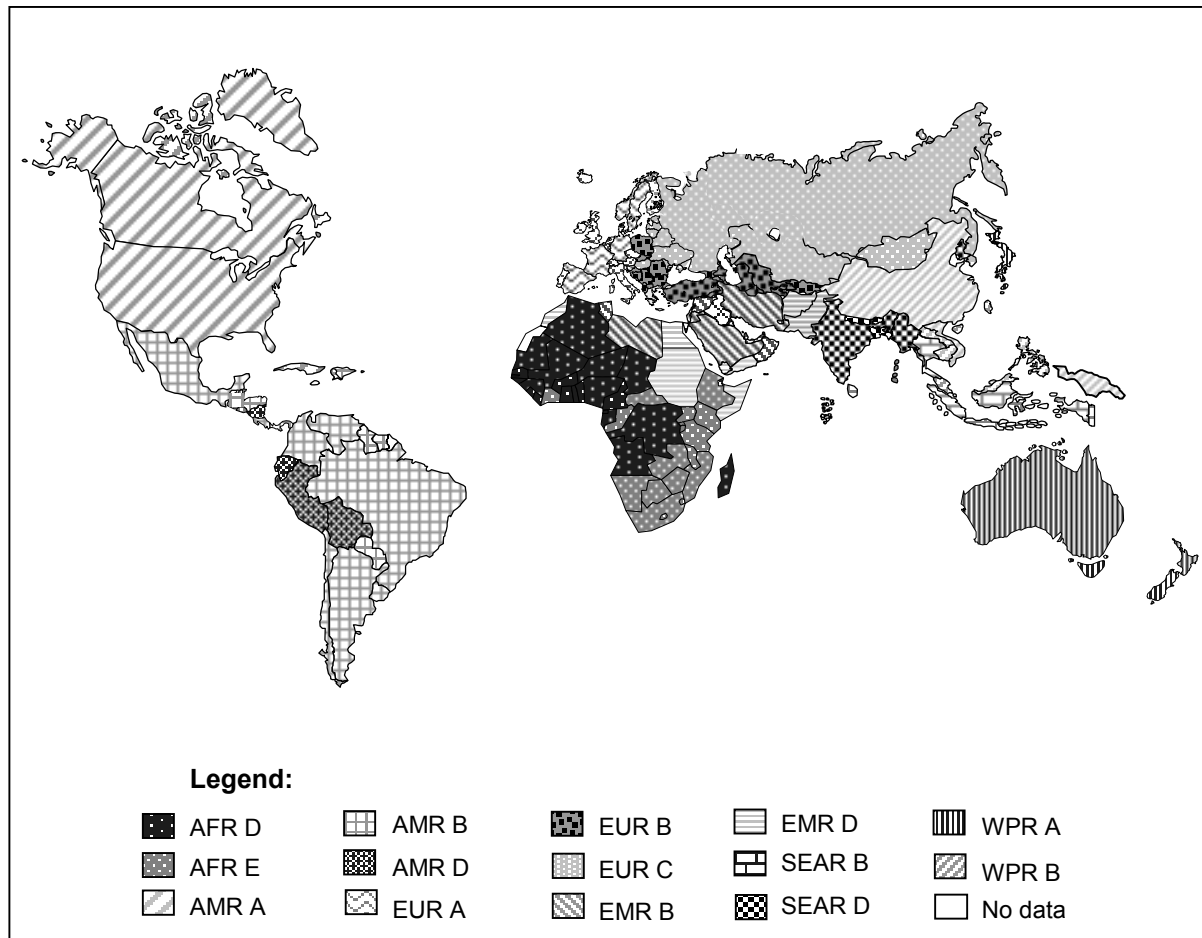 Legend:
AFR D
AMR B
EUR B
EMR D
WPR A
AFR E
AMR D
EUR C
SEAR B
WPR B
AMR A
EUR A
EMR B
SEAR D
No data